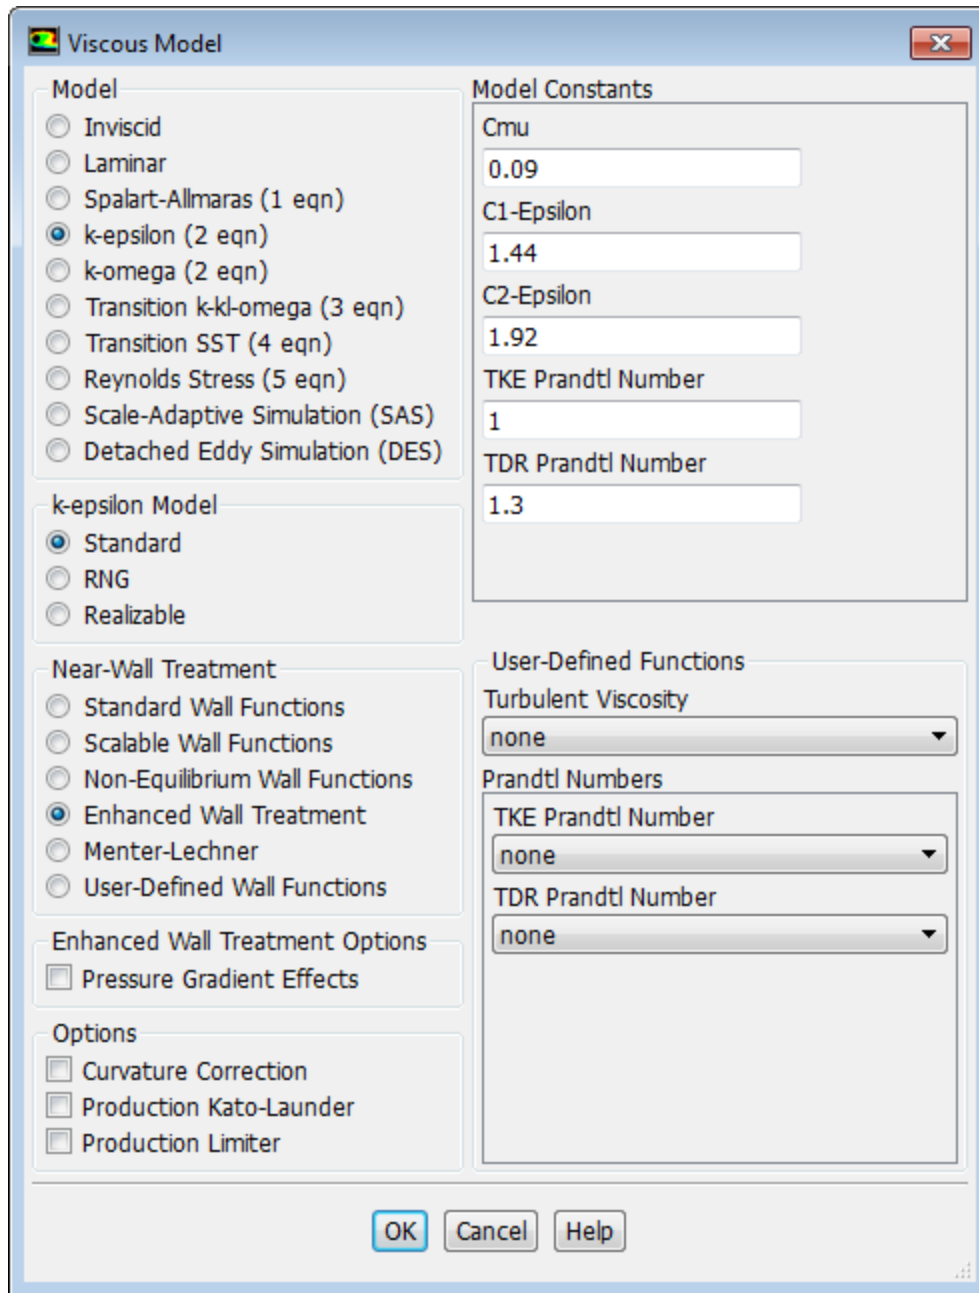 Viscous Model
Model
Inviscid
Laminar
Spalart-Allmaras (1 eqn)
k-epsilon (2 eqn)
k-omega (2 eqn)
Transition k-kl-omega (3 eqn)
Transition SST (4 eqn)
Reynolds Stress (5 eqn)
Scale-Adaptive Simulation (SAS)
Detached Eddy Simulation (DES)
k-epsilon Model
Standard
RNG
Realizable
Near-Wall Treatment
Standard Wall Functions
Scalable Wall Functions
Non-Equilibrium Wall Functions
Enhanced Wall Treatment
Menter-Lechner
User-Defined Wall Functions
Enhanced Wall Treatment Options
Pressure Gradient Effects
Options
Curvature Correction
Production Kato-Launder
Production Limiter
Model Constants
Cmu
0.09
C1-Epsilon
1.44
C2-Epsilon
1.92
TKE Prandtl Number
1
TDR Prandtl Number
1.3
User-Defined Functions
Turbulent Viscosity
none
Prandtl Numbers
TKE Prandtl Number
none
TDR Prandtl Number
none
OK
Cancel
Help